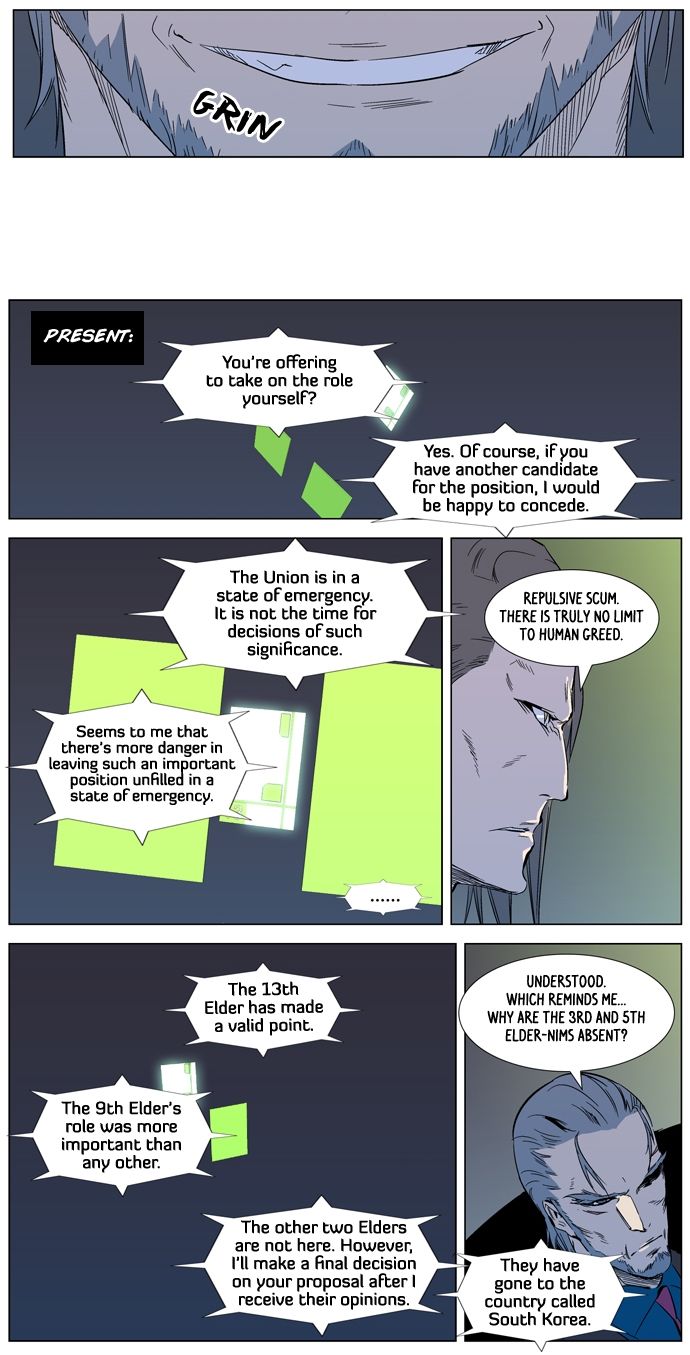 GRIN
PRESENT:
You're offering
to take on the role
yourself?
Yes. Of course, if you
have another candidate
for the position, I would
be happy to concede.
The Union is in a
state of emergency.
It is not the time for
decisions of such
significance.
REPULSIVE SCUM.
THERE IS TRULY NO LIMIT
TO HUMAN GREED.
Seems to me that
there's more danger in
leaving such an important
position unfilled in a
state of emergency.
......
The 13th
Elder has made
a valid point.
UNDERSTOOD.
WHICH REMINDS ME...
WHY ARE THE 3RD AND 5TH
ELDER-NIMS ABSENT?
The 9th Elder's
role was more
important than
any other.
The other two Elders
are not here. However,
I'll make a final decision
on your proposal after I
receive their opinions.
They have
gone to the
country called
South Korea.